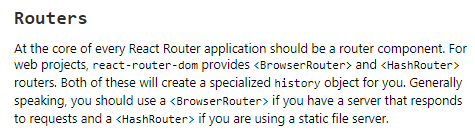 Routers
At the core of every React Router application should be a router component. For
web projects, react-router-dom provides <BrowserRouter> and <HashRouter>
routers. Both of these will create a specialized history object for you. Generally
speaking, you should use a <BrowserRouter> if you have a server that responds
to requests and a <HashRouter> if you are using a static file server.